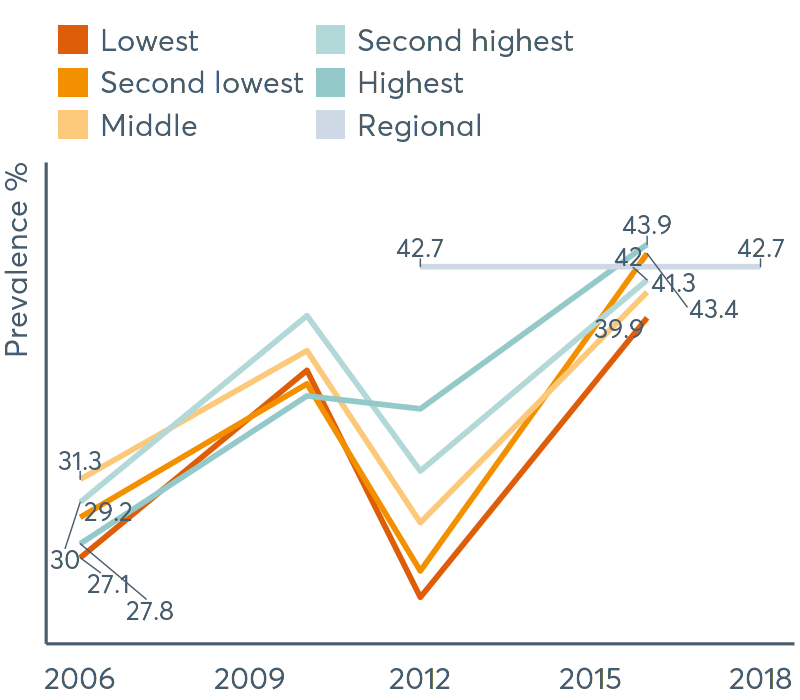 Lowest
Second lowest
Middle
Second highest
Highest
Regional
Prevalence %
43.9
42.7
42.7
42
41.3
43.4
39.9
31.3
29.2
30
27.1
27.8
2006 2009 2012 2015 2018